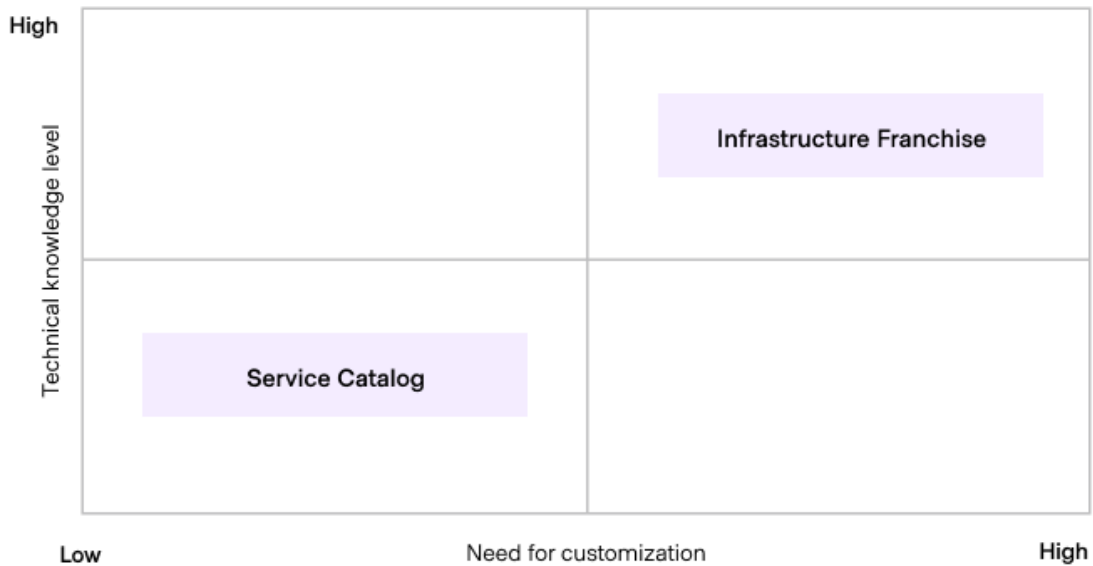 High
Infrastructure Franchise
Technical knowledge level
Service Catalog
Low
Need for customization
High